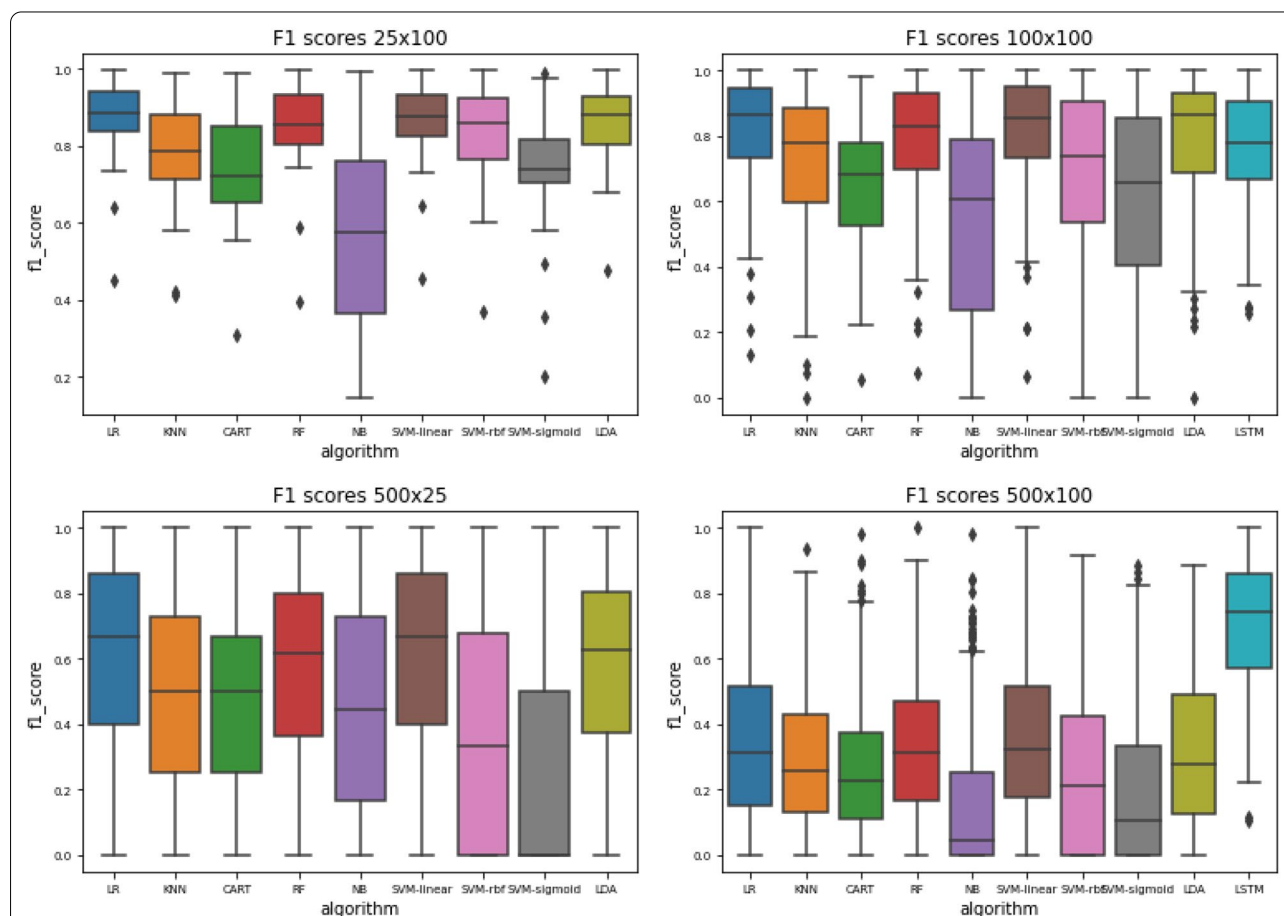 F1 scores 25x100
f1_score
1.0
0.8
0.6
0.4
0.2
LR KNN CART RF NB SVM-linear SVM-rbf SVM-sigmoid LDA
algorithm
F1 scores 100x100
f1_score
1.0
0.8
0.6
0.4
0.2
0.0
LR KNN CART RF NB SVM-linear SVM-rbf SVM-sigmoid LDA LSTM
algorithm
F1 scores 500x25
f1_score
1.0
0.8
0.6
0.4
0.2
0.0
LR KNN CART RF NB SVM-linear SVM-rbf SVM-sigmoid LDA
algorithm
F1 scores 500x100
f1_score
1.0
0.8
0.6
0.4
0.2
0.0
LR KNN CART RF NB SVM-linear SVM-rbf SVM-sigmoid LDA LSTM
algorithm